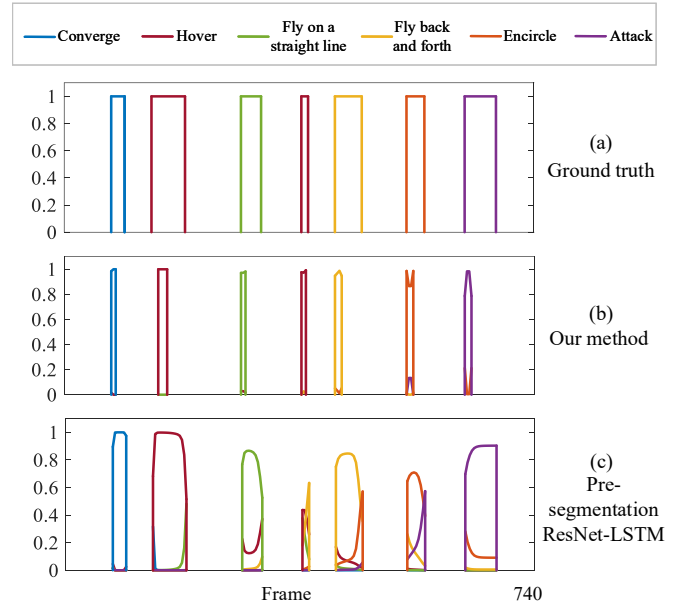 Converge
Hover
Fly on a
straight line
Fly back
and forth
Encircle
Attack
1
0.8
0.6
0.4
0.2
0
(a)
Ground truth
1
0.8
0.6
0.4
0.2
0
(b)
Our method
1
0.8
0.6
0.4
0.2
0
(c)
Pre-
segmentation
ResNet-LSTM
Frame
740